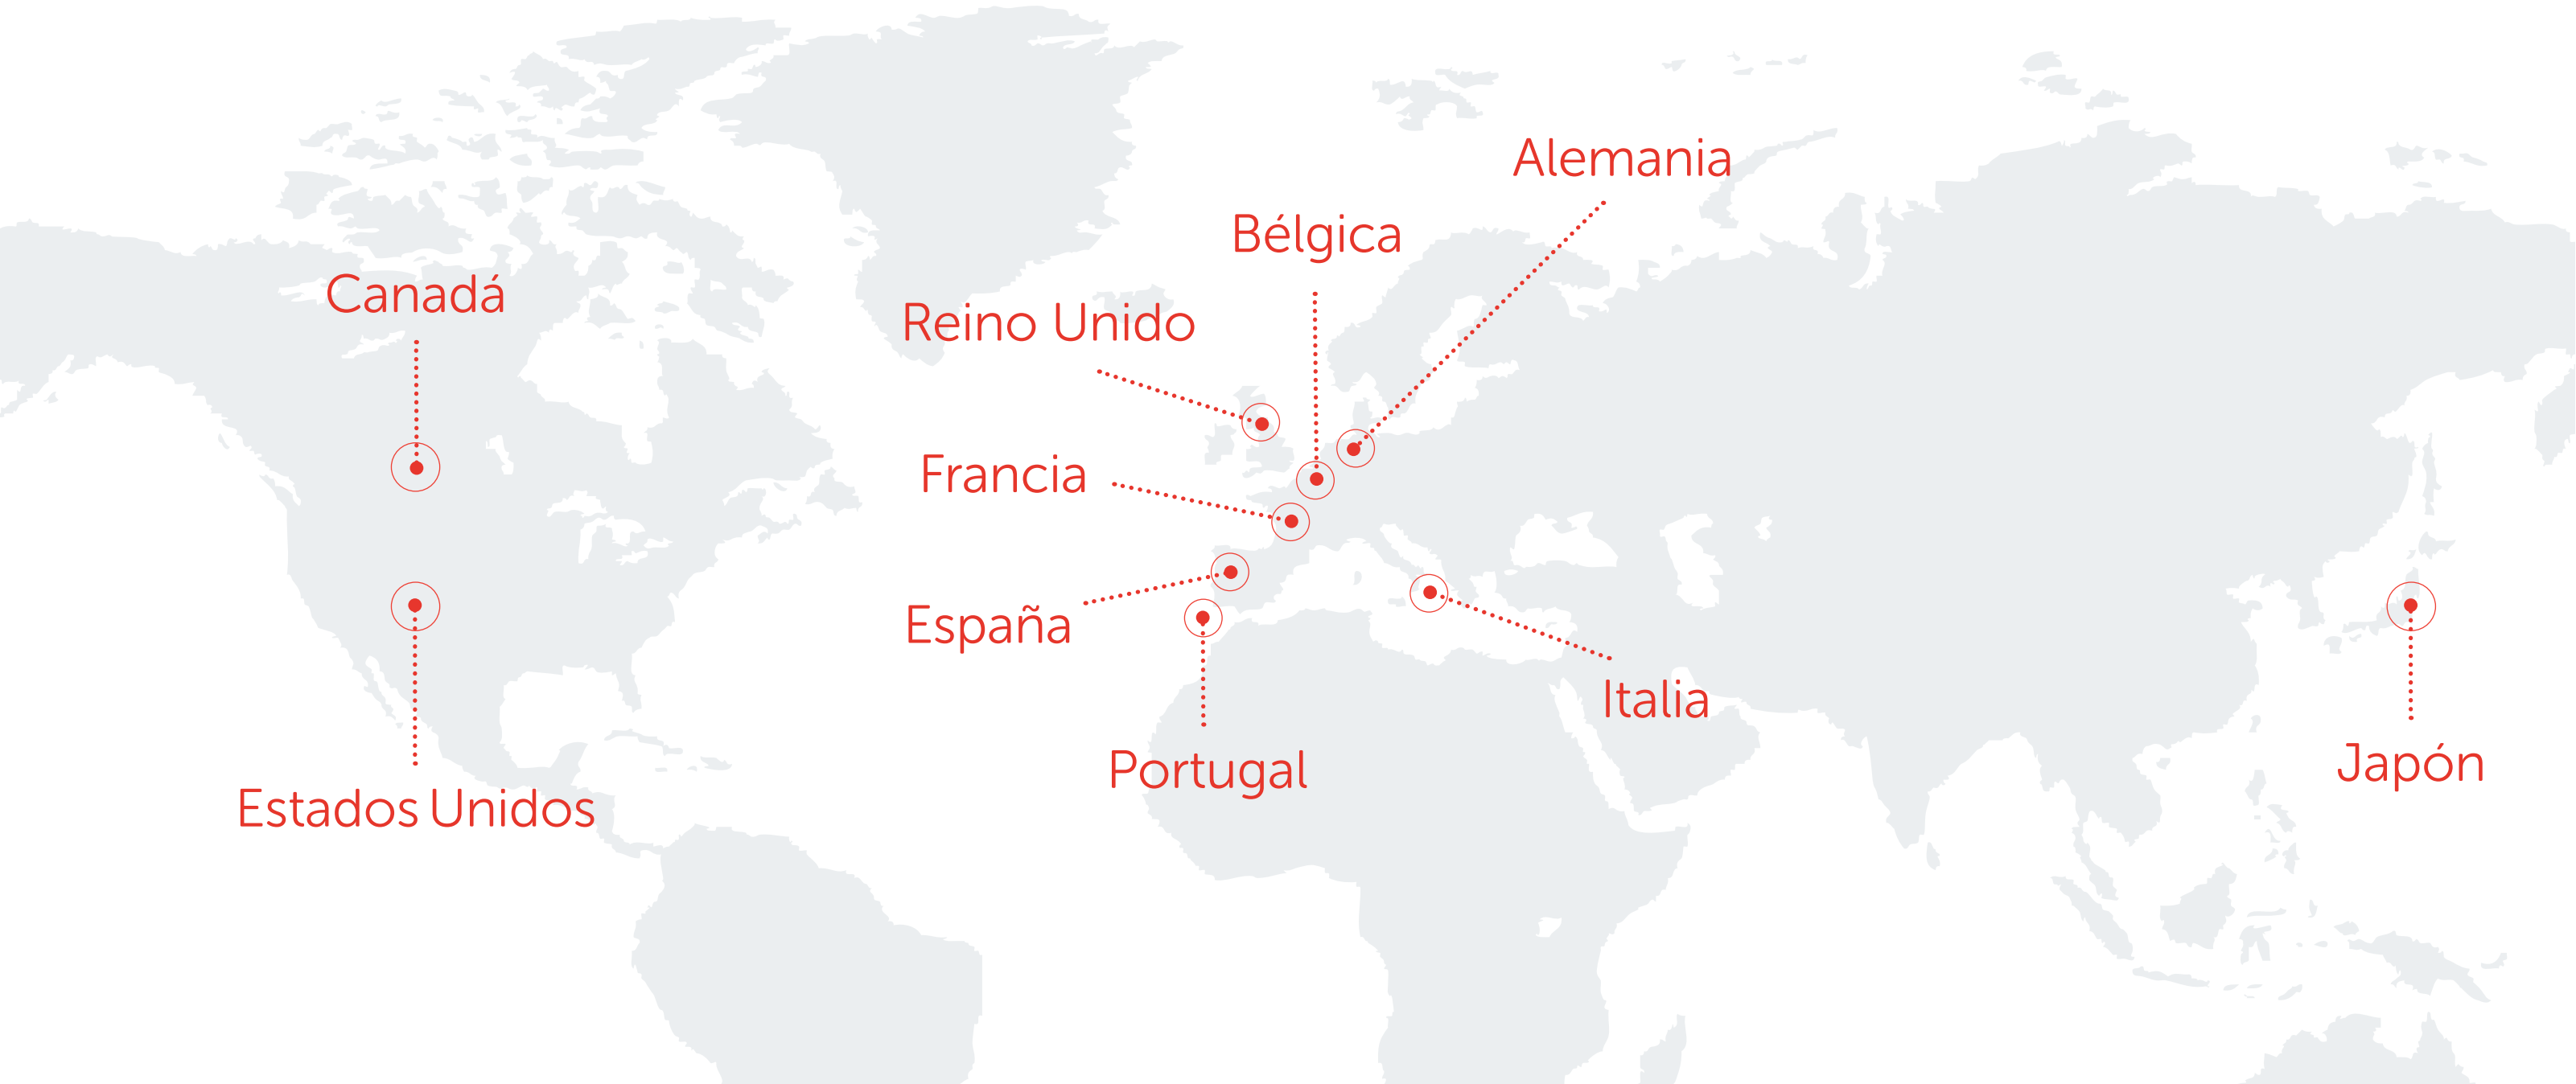 Alemania
Bélgica
Canadá
Reino Unido
Francia
España
Italia
Portugal
Japón
Estados Unidos